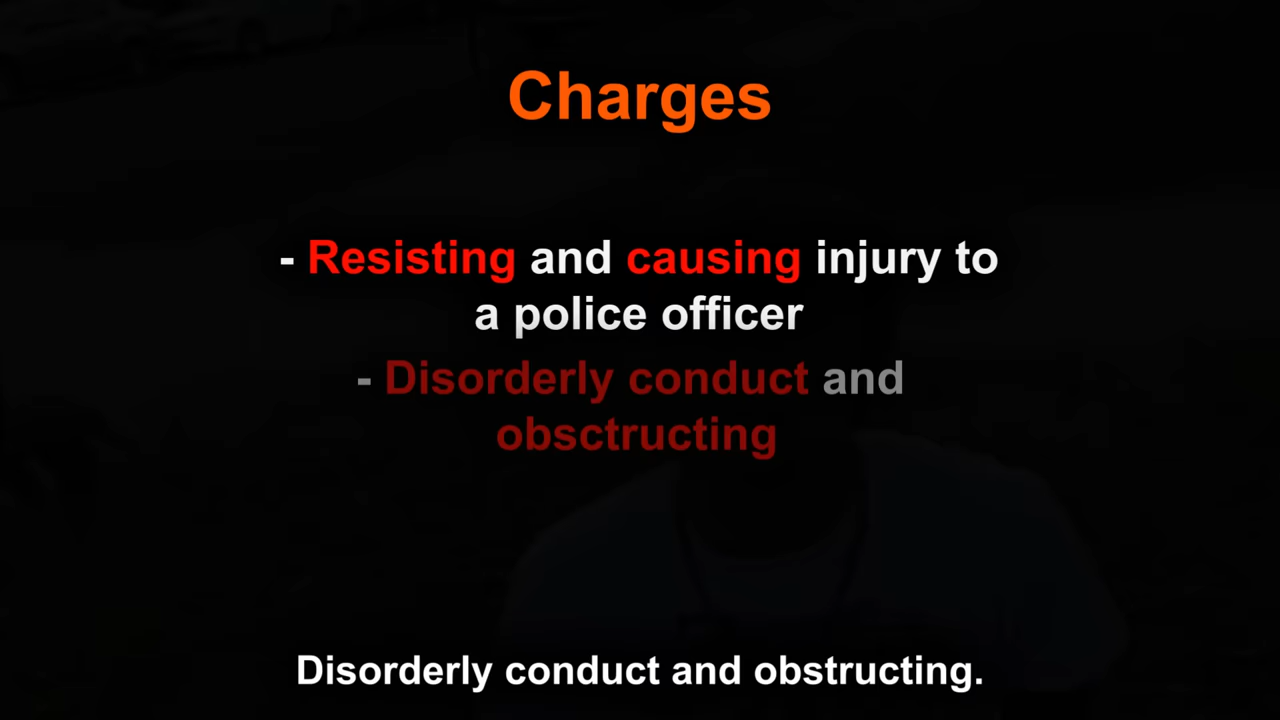 Charges
- Resisting and causing injury to
a police officer
- Disorderly conduct and
obsctructing
Disorderly conduct and obstructing.